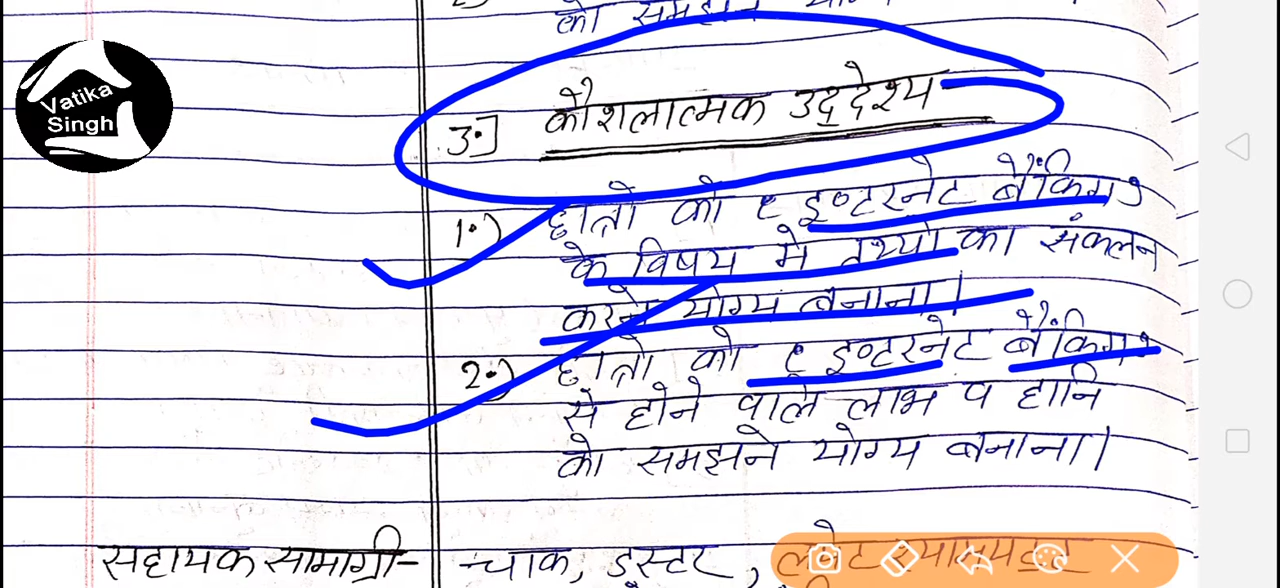 को समझने योग्य
Vatika
Singh
3.] कौशलात्मक उद्देश्य
1.) छात्रो को ' इण्टरनेट बैंकिंग'
के विषय मे तथ्यो का संकलन
करने योग्य बनाना।
2.) छात्रो को ' इण्टरनेट बैंकिंग'
से होने वाले लाभ व हानि
को समझने योग्य बनाना।
सहायक सामाग्री - चाक, डस्टर,